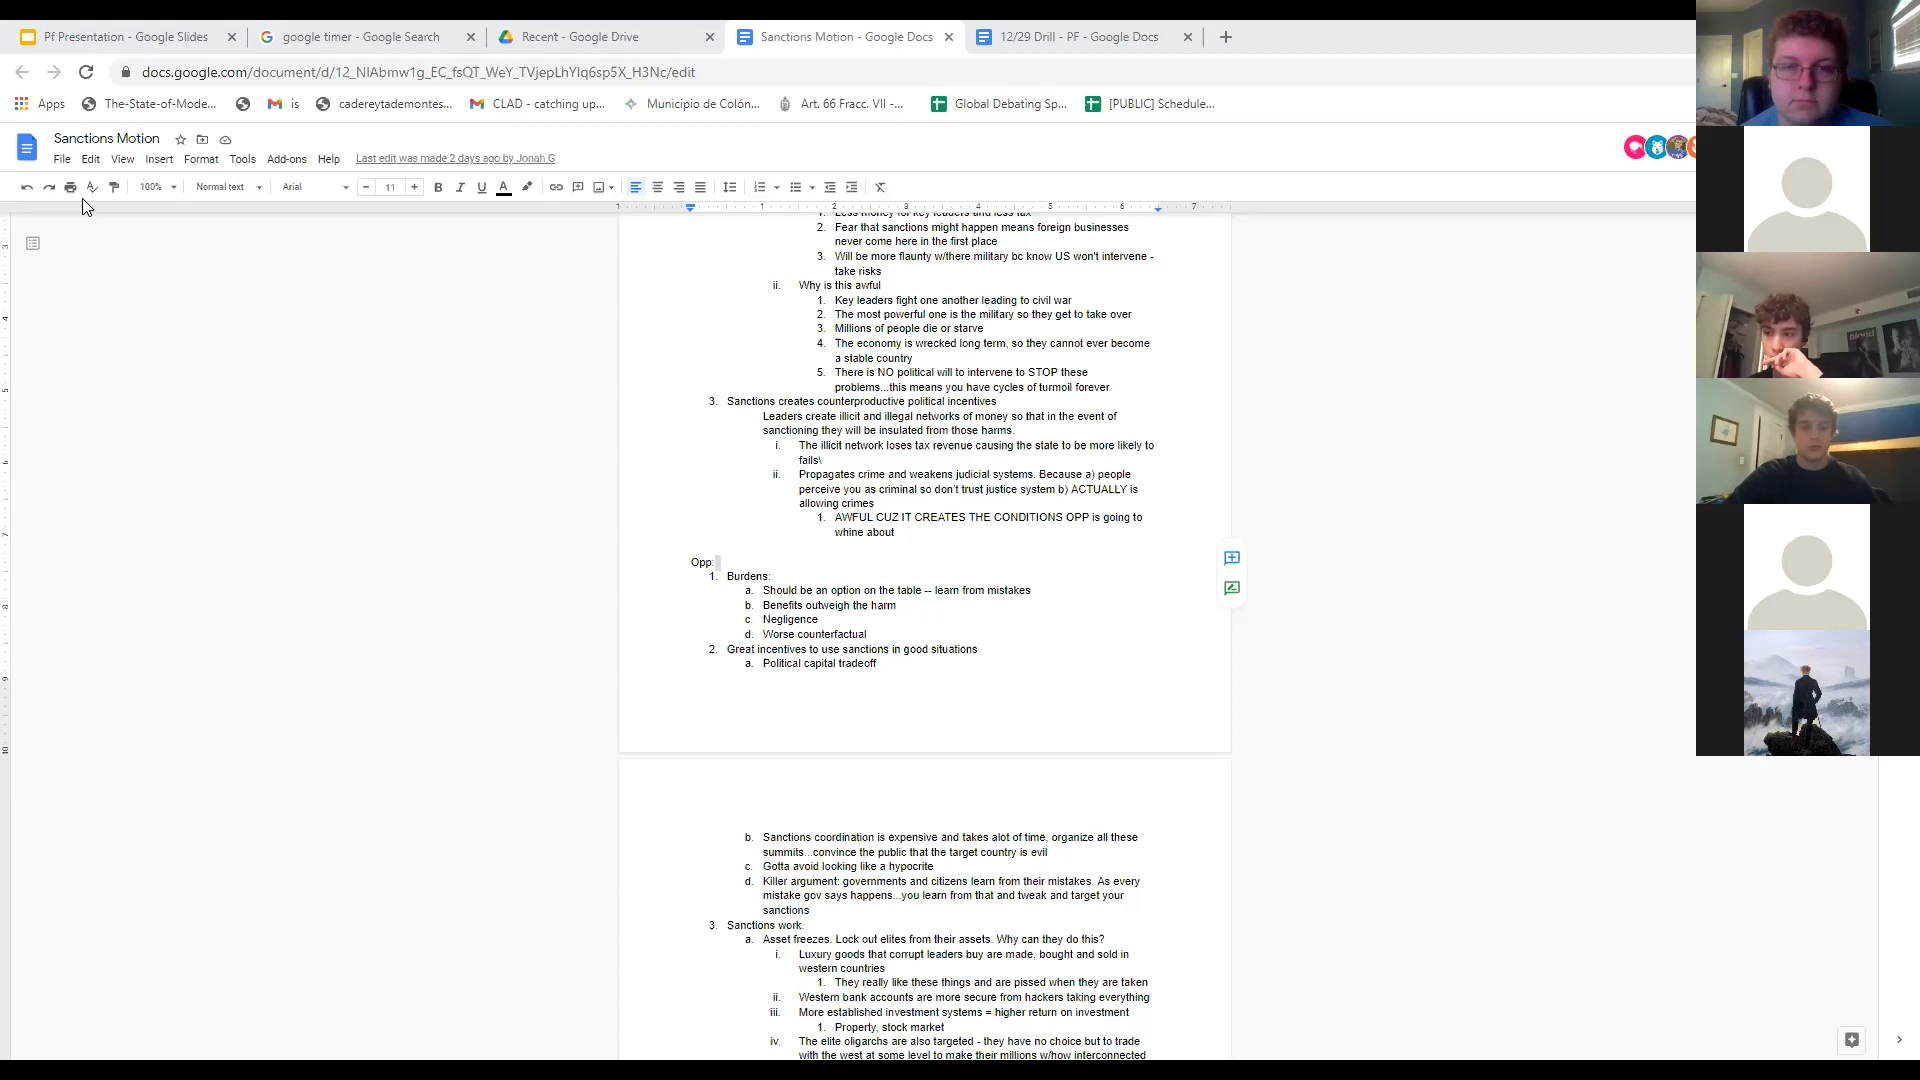 Pf Presentation - Google Slides
google timer - Google Search
Recent - Google Drive
Sanctions Motion - Google Docs
12/29 Drill - PF - Google Docs
docs.google.com/document/d/12_NlAbmw1g_EC_fsQT_WeY_TVjepLhYIq6sp5X_H3Nc/edit
Apps
The-State-of-Mode...
is
cadereytademontes...
CLAD - catching up...
Municipio de Colón...
Art. 66 Fracc. VII -...
Global Debating Sp...
[PUBLIC] Schedule...
Sanctions Motion
File Edit View Insert Format Tools Add-ons Help Last edit was made 2 days ago by Jonah G
100% Normal text Arial 11
1. Less money for key leaders and less tax
2. Fear that sanctions might happen means foreign businesses
never come here in the first place
3. Will be more flaunty w/there military bc know US won't intervene -
take risks
ii. Why is this awful
1. Key leaders fight one another leading to civil war
2. The most powerful one is the military so they get to take over
3. Millions of people die or starve
4. The economy is wrecked long term, so they cannot ever become
a stable country
5. There is NO political will to intervene to STOP these
problems...this means you have cycles of turmoil forever
3. Sanctions creates counterproductive political incentives
Leaders create illicit and illegal networks of money so that in the event of
sanctioning they will be insulated from those harms.
i. The illicit network loses tax revenue causing the state to be more likely to
fails\
ii. Propagates crime and weakens judicial systems. Because a) people
perceive you as criminal so don't trust justice system b) ACTUALLY is
allowing crimes
1. AWFUL CUZ IT CREATES THE CONDITIONS OPP is going to
whine about
Opp:
1. Burdens:
a. Should be an option on the table -- learn from mistakes
b. Benefits outweigh the harm
c. Negligence
d. Worse counterfactual
2. Great incentives to use sanctions in good situations
a. Political capital tradeoff
b. Sanctions coordination is expensive and takes alot of time, organize all these
summits...convince the public that the target country is evil
c. Gotta avoid looking like a hypocrite
d. Killer argument: governments and citizens learn from their mistakes. As every
mistake gov says happens...you learn from that and tweak and target your
sanctions
3. Sanctions work.
a. Asset freezes. Lock out elites from their assets. Why can they do this?
i. Luxury goods that corrupt leaders buy are made, bought and sold in
western countries
1. They really like these things and are pissed when they are taken
ii. Western bank accounts are more secure from hackers taking everything
iii. More established investment systems = higher return on investment
1. Property, stock market
iv. The elite oligarchs are also targeted - they have no choice but to trade
with the west at some level to make their millions w/how interconnected